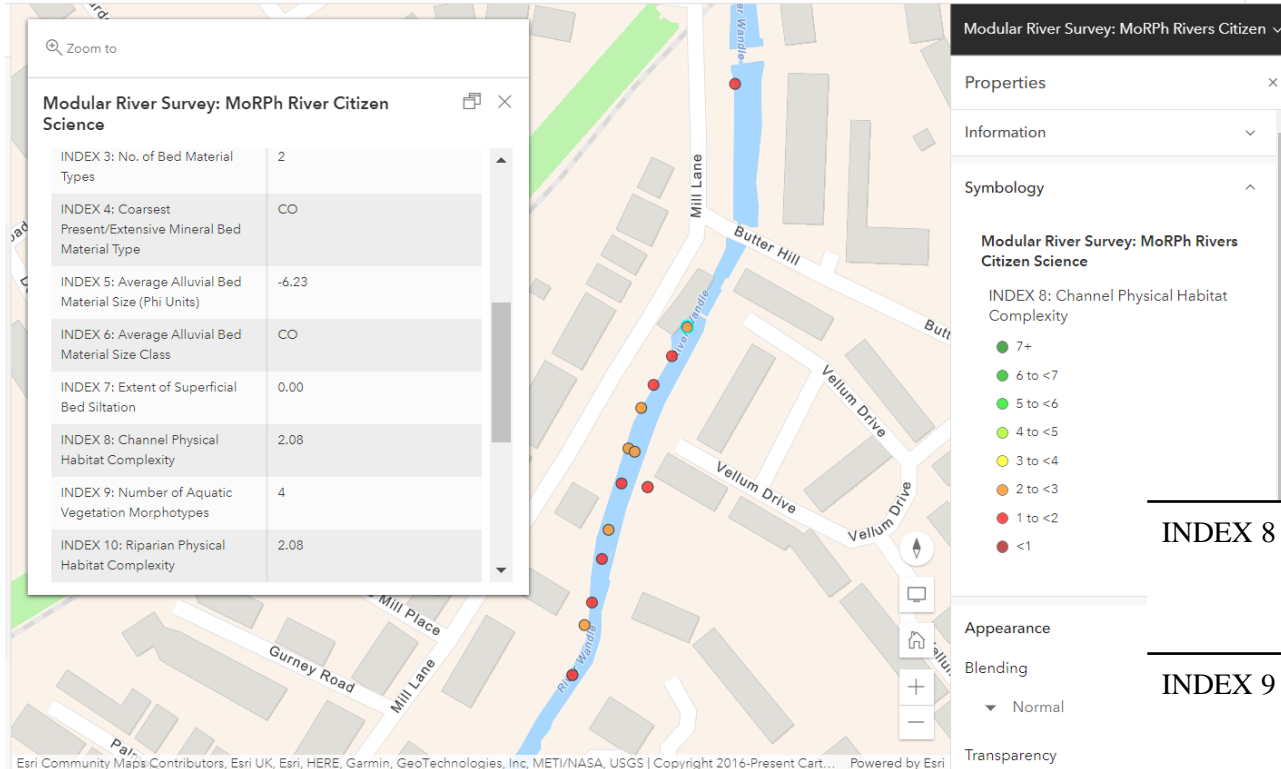 Zoom to
Modular River Survey: MoRPh River Citizen
Science
INDEX 3: No. of Bed Material
Types
2
INDEX 4: Coarsest
Present/Extensive Mineral Bed
Material Type
CO
INDEX 5: Average Alluvial Bed
Material Size (Phi Units)
-6.23
INDEX 6: Average Alluvial Bed
Material Size Class
CO
INDEX 7: Extent of Superficial
Bed Siltation
0.00
INDEX 8: Channel Physical
Habitat Complexity
2.08
INDEX 9: Number of Aquatic
Vegetation Morphotypes
4
INDEX 10: Riparian Physical
Habitat Complexity
2.08
Wandle
Mill Lane
Butter Hill
River Wandle
Butt
Vellum Drive
Vellum Drive
Vellum Drive
Mill Place
Gurney Road
Mill Lane
River Wandle
Esri Community Maps Contributors, Esri UK, Esri, HERE, Garmin, GeoTechnologies, Inc, METI/NASA, USGS | Copyright 2016-Present Cart...
Powered by Esri
Modular River Survey: MoRPh Rivers Citizen
Properties
Information
Symbology
Modular River Survey: MoRPh Rivers
Citizen Science
INDEX 8: Channel Physical Habitat
Complexity
7+
6 to <7
5 to <6
4 to <5
3 to <4
2 to <3
1 to <2
<1
INDEX 8
Appearance
Blending
INDEX 9
Normal
Transparency